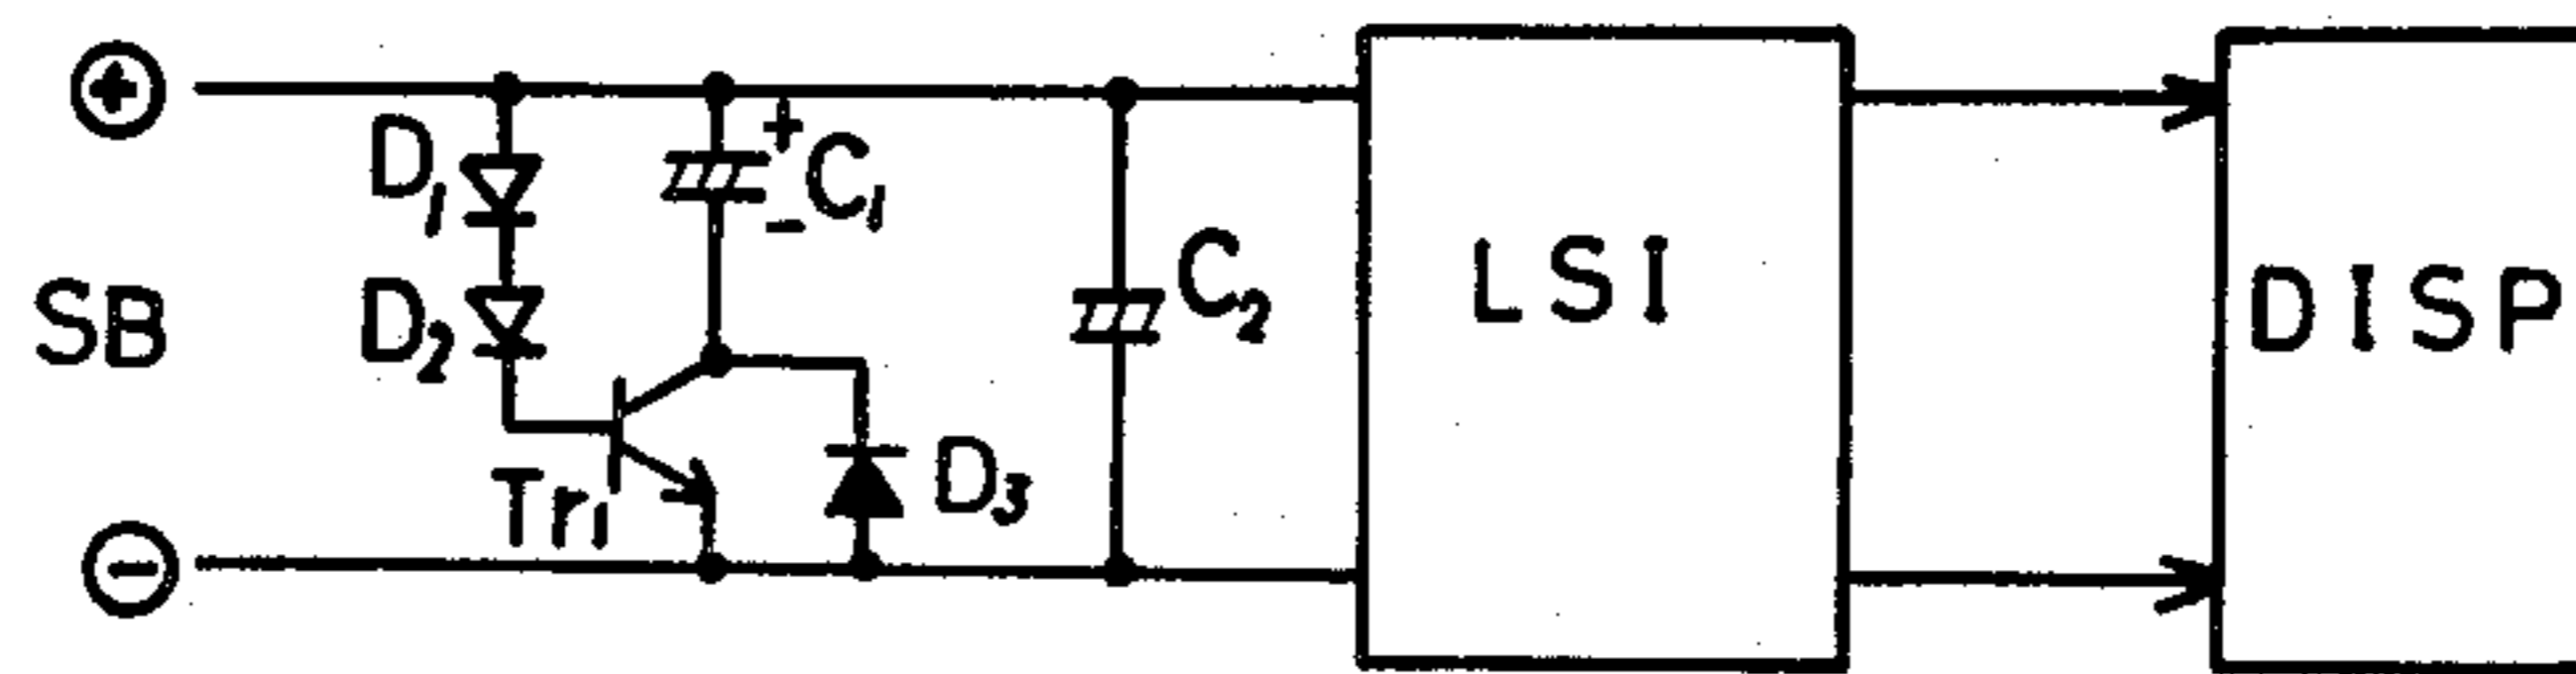 +
D1
+
C1
-
SB
D2
C2
LSI
DISP
Tr1
D3
-